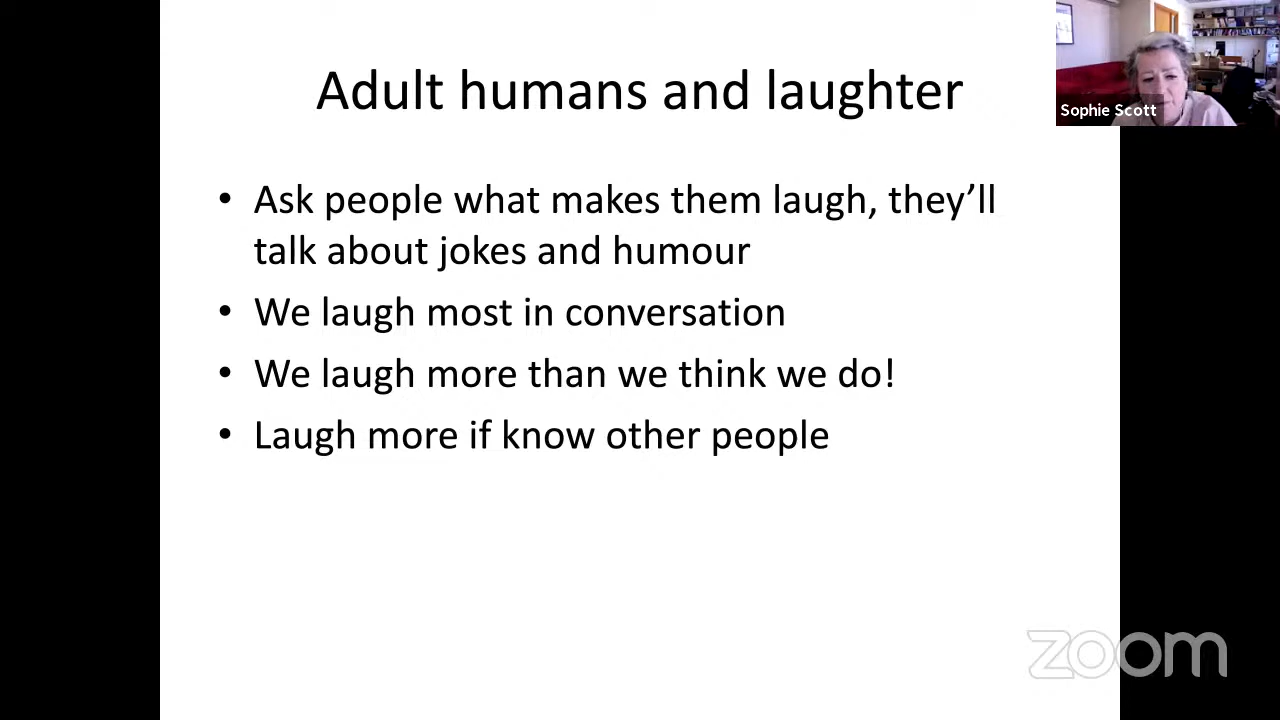 Adult humans and laughter
Sophie Scott
• Ask people what makes them laugh, they’ll
talk about jokes and humour
• We laugh most in conversation
• We laugh more than we think we do!
• Laugh more if know other people
zoom